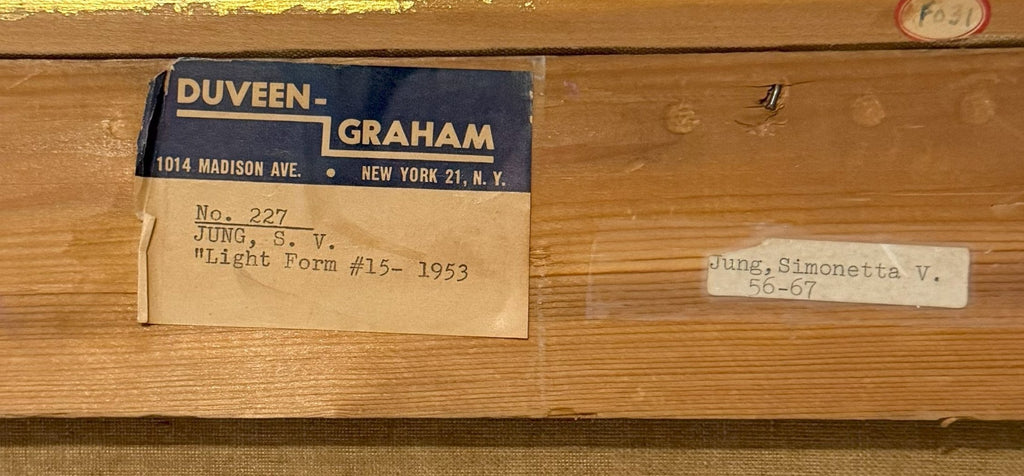 F031
DUVEEN-
GRAHAM
1014 MADISON AVE. • NEW YORK 21, N. Y.
No. 227
JUNG, S. V.
"Light Form #15- 1953
Jung, Simonetta V.
56-67